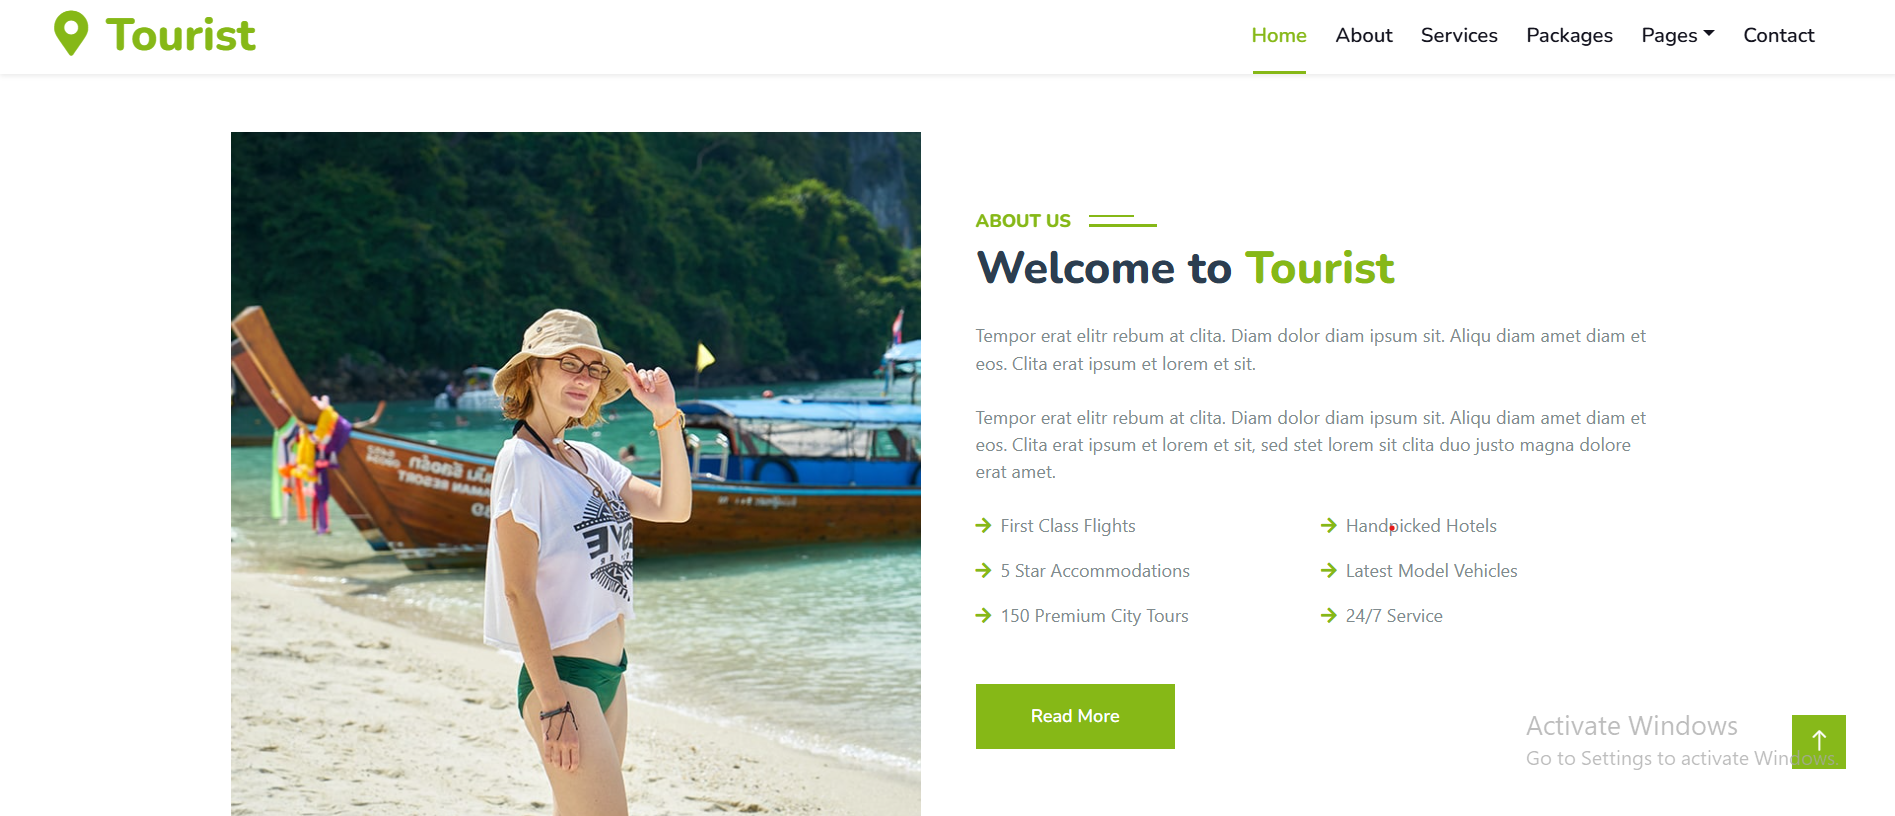 Tourist
Home About Services Packages Pages Contact
ABOUT US
Welcome to Tourist
Tempor erat elitr rebum at clita. Diam dolor diam ipsum sit. Aliqu diam amet diam et
eos. Clita erat ipsum et lorem et sit.
Tempor erat elitr rebum at clita. Diam dolor diam ipsum sit. Aliqu diam amet diam et
eos. Clita erat ipsum et lorem et sit, sed stet lorem sit clita duo justo magna dolore
erat amet.
First Class Flights
Handpicked Hotels
5 Star Accommodations
Latest Model Vehicles
150 Premium City Tours
24/7 Service
Read More
Activate Windows
Go to Settings to activate Windows.